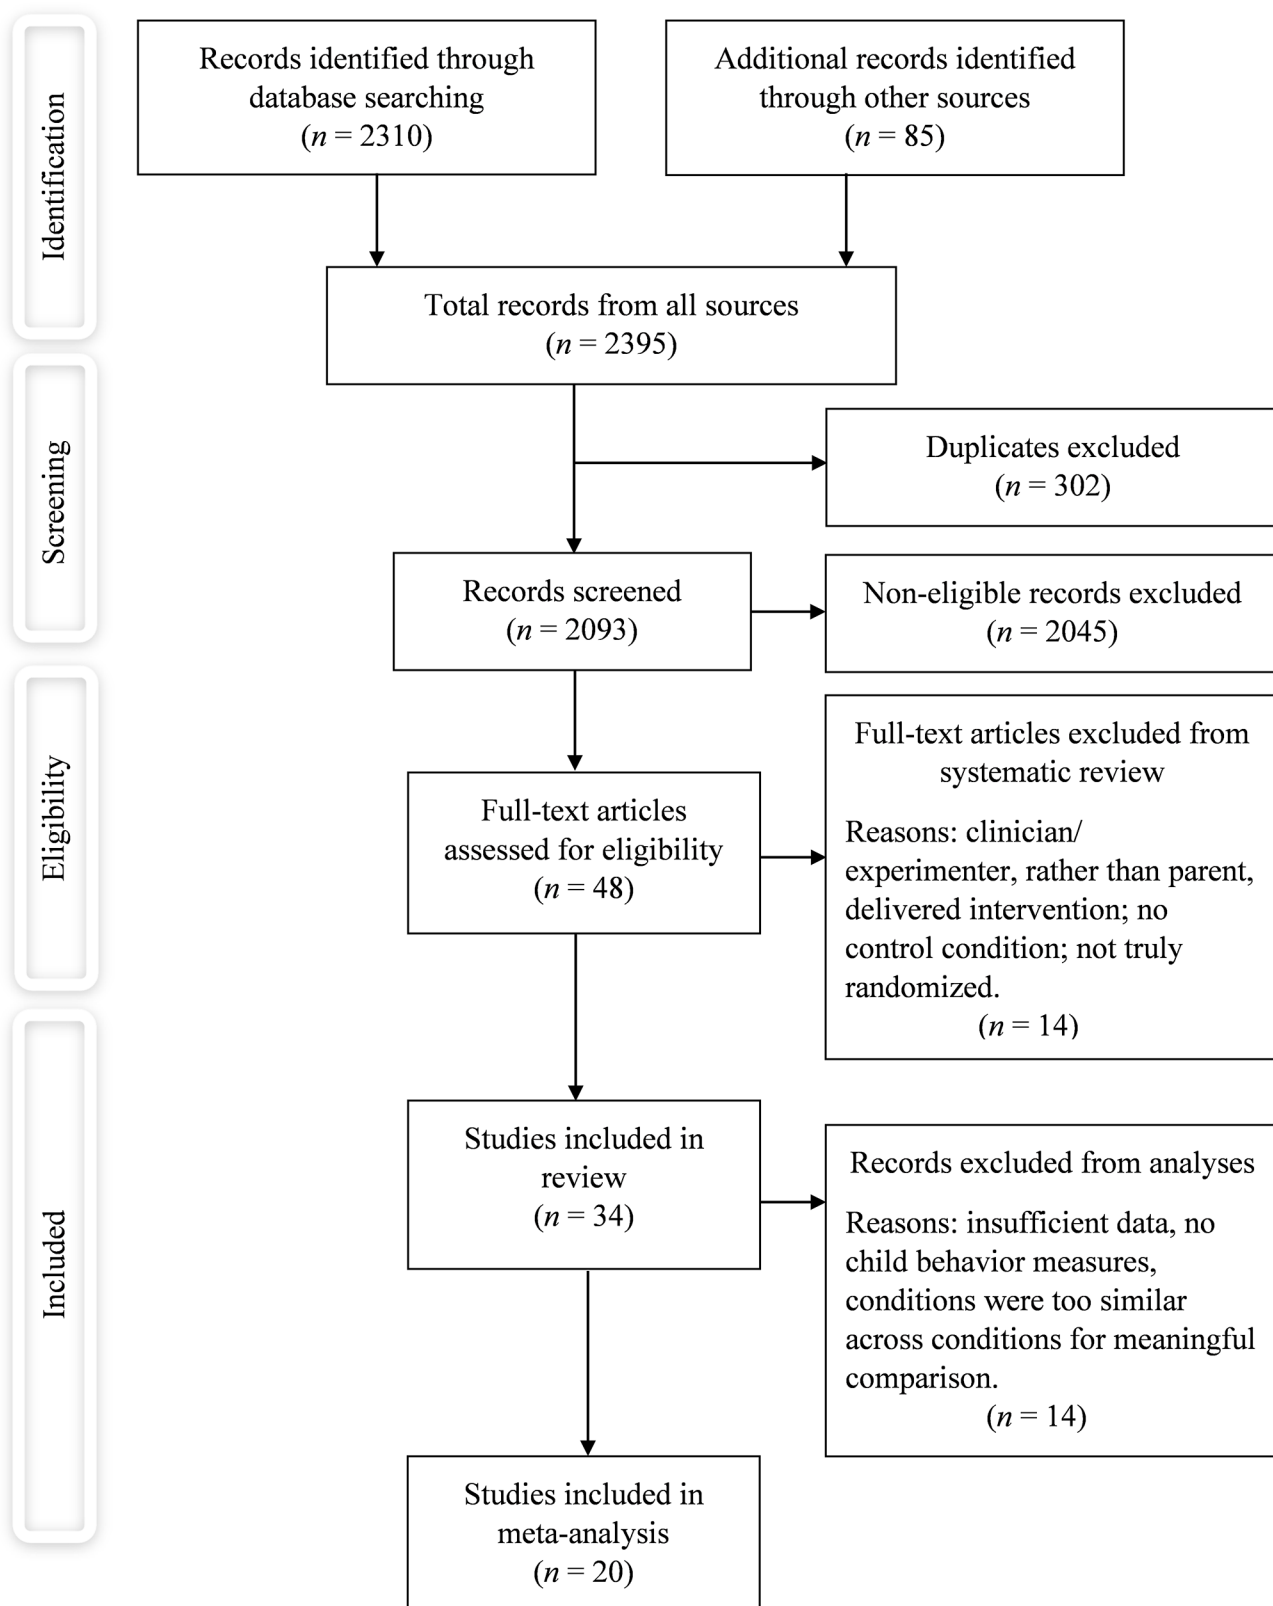 Identification
Records identified through
database searching
(n = 2310)
Additional records identified
through other sources
(n = 85)
Total records from all sources
(n = 2395)
Screening
Duplicates excluded
(n = 302)
Records screened
(n = 2093)
Non-eligible records excluded
(n = 2045)
Eligibility
Full-text articles
assessed for eligibility
(n = 48)
Full-text articles excluded from
systematic review
Reasons: clinician/
experimenter, rather than parent,
delivered intervention; no
control condition; not truly
randomized.
(n = 14)
Included
Studies included in
review
(n = 34)
Records excluded from analyses
Reasons: insufficient data, no
child behavior measures,
conditions were too similar
across conditions for meaningful
comparison.
(n = 14)
Studies included in
meta-analysis
(n = 20)